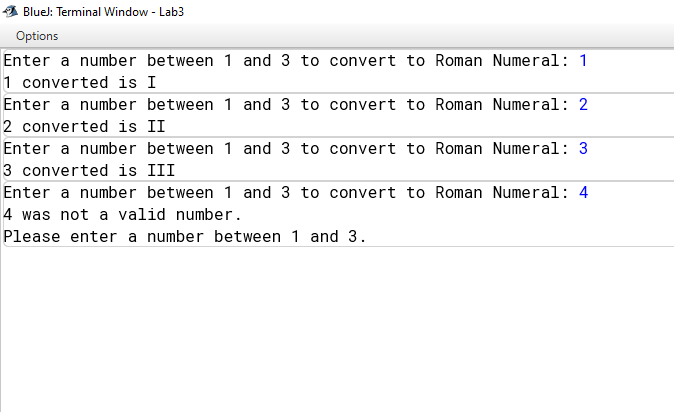 BlueJ: Terminal Window - Lab3
Options
Enter a number between 1 and 3 to convert to Roman Numeral: 1
1 converted is I
Enter a number between 1 and 3 to convert to Roman Numeral: 2
2 converted is II
Enter a number between 1 and 3 to convert to Roman Numeral: 3
3 converted is III
Enter a number between 1 and 3 to convert to Roman Numeral: 4
4 was not a valid number.
Please enter a number between 1 and 3.